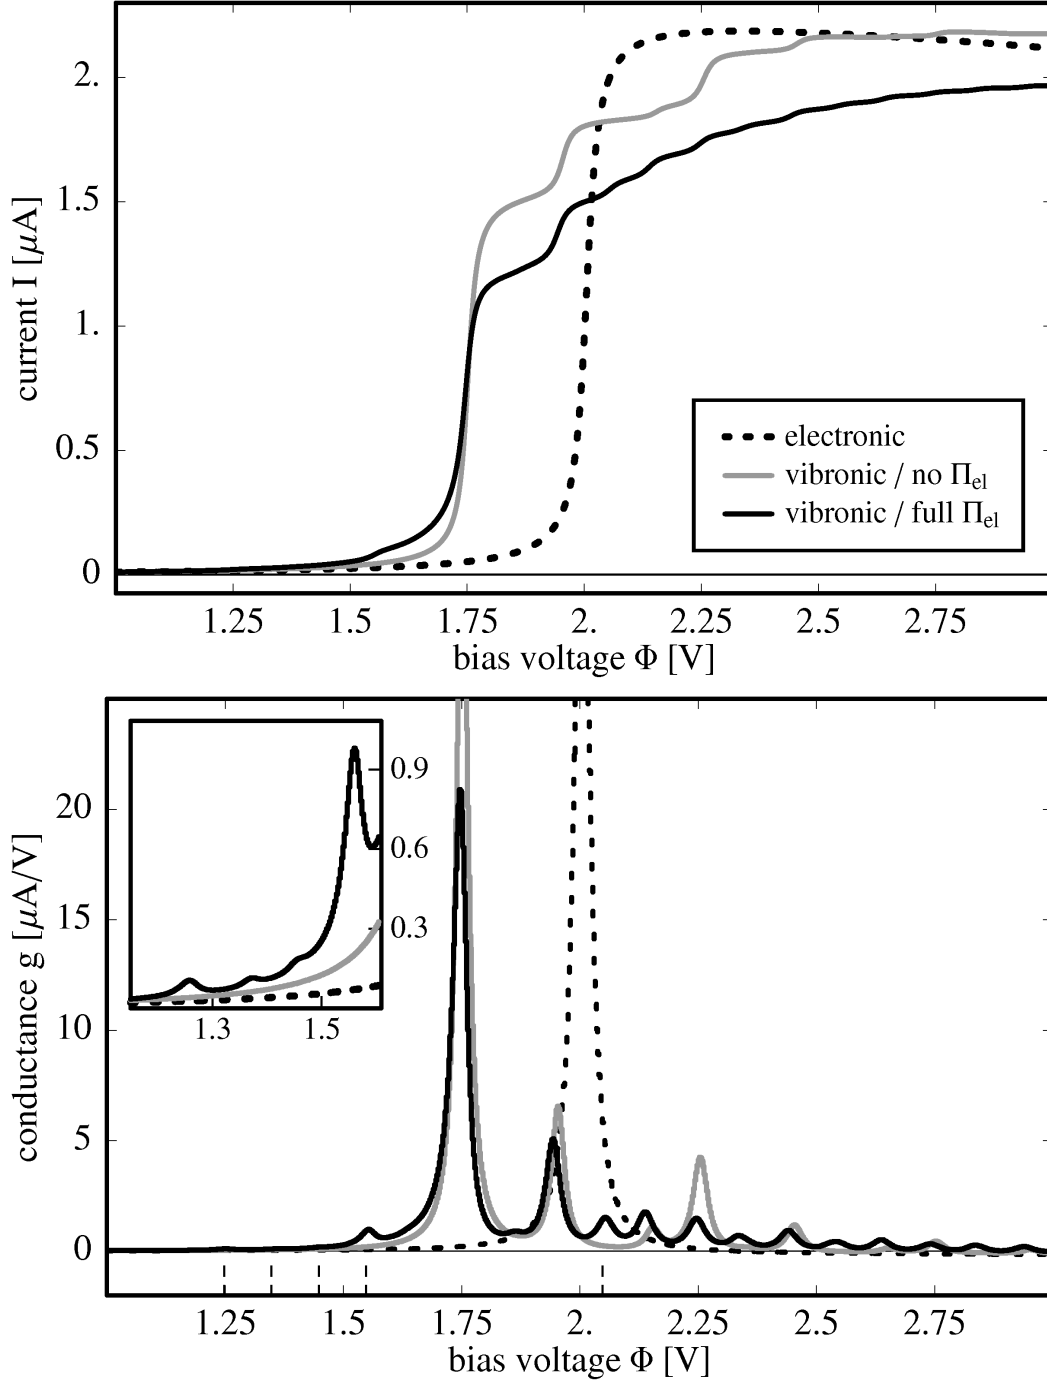 2.
1.5
1.
0.5
0
current I [μA]
electronic
vibronic / no Π_el
vibronic / full Π_el
1.25 1.5 1.75 2. 2.25 2.5 2.75
bias voltage Φ [V]
20
15
10
5
0
conductance g [μA/V]
0.9
0.6
0.3
1.3 1.5
1.25 1.5 1.75 2. 2.25 2.5 2.75
bias voltage Φ [V]